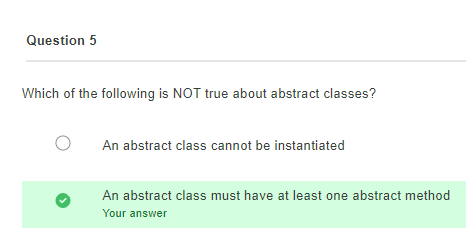 Question 5
Which of the following is NOT true about abstract classes?
An abstract class cannot be instantiated
An abstract class must have at least one abstract method
Your answer